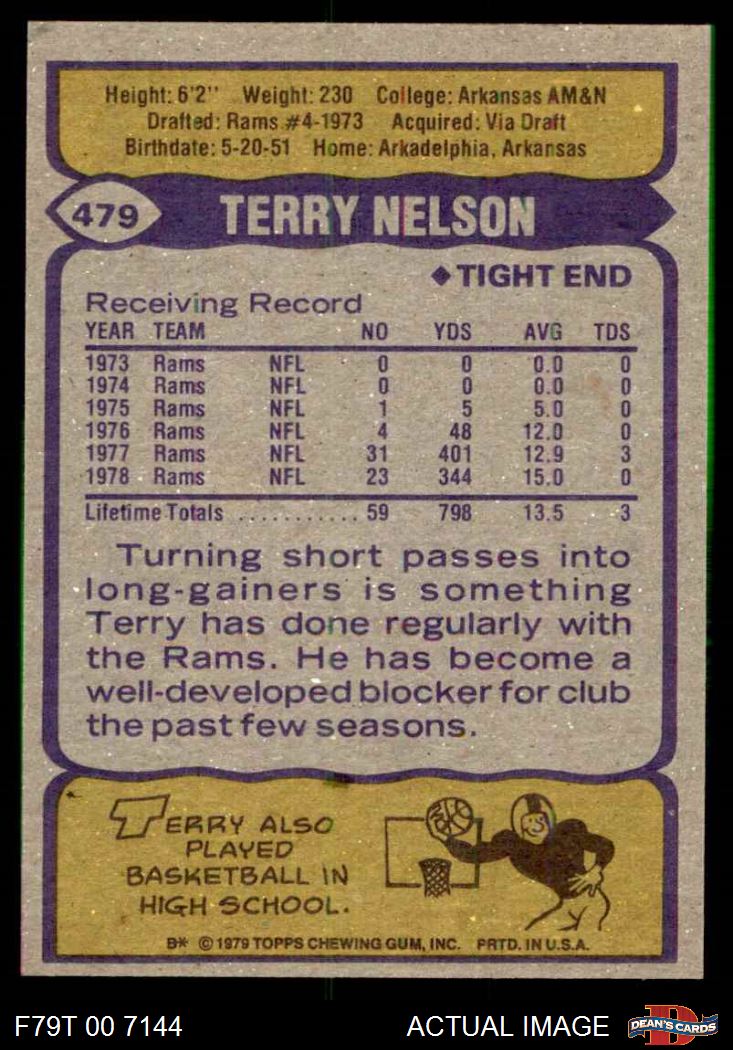 Height: 6'2'' Weight: 230 College: Arkansas AM&N
Drafted: Rams #4-1973 Acquired: Via Draft
Birthdate: 5-20-51 Home: Arkadelphia, Arkansas
479 TERRY NELSON
◆TIGHT END
Receiving Record
YEAR TEAM NO YDS AVG TDS
1973 Rams NFL 0 0 0.0 0
1974 Rams NFL 0 0 0.0 0
1975 Rams NFL 1 5 5.0 0
1976 Rams NFL 4 48 12.0 0
1977 Rams NFL 31 401 12.9 3
1978 Rams NFL 23 344 15.0 0
Lifetime Totals ........... 59 798 13.5 3
Turning short passes into
long-gainers is something
Terry has done regularly with
the Rams. He has become a
well-developed blocker for club
the past few seasons.
TERRY ALSO
PLAYED
BASKETBALL IN
HIGH SCHOOL.
B* © 1979 TOPPS CHEWING GUM, INC. PRTD. IN U.S.A.
F79T 00 7144 ACTUAL IMAGE DEAN'S CARDS